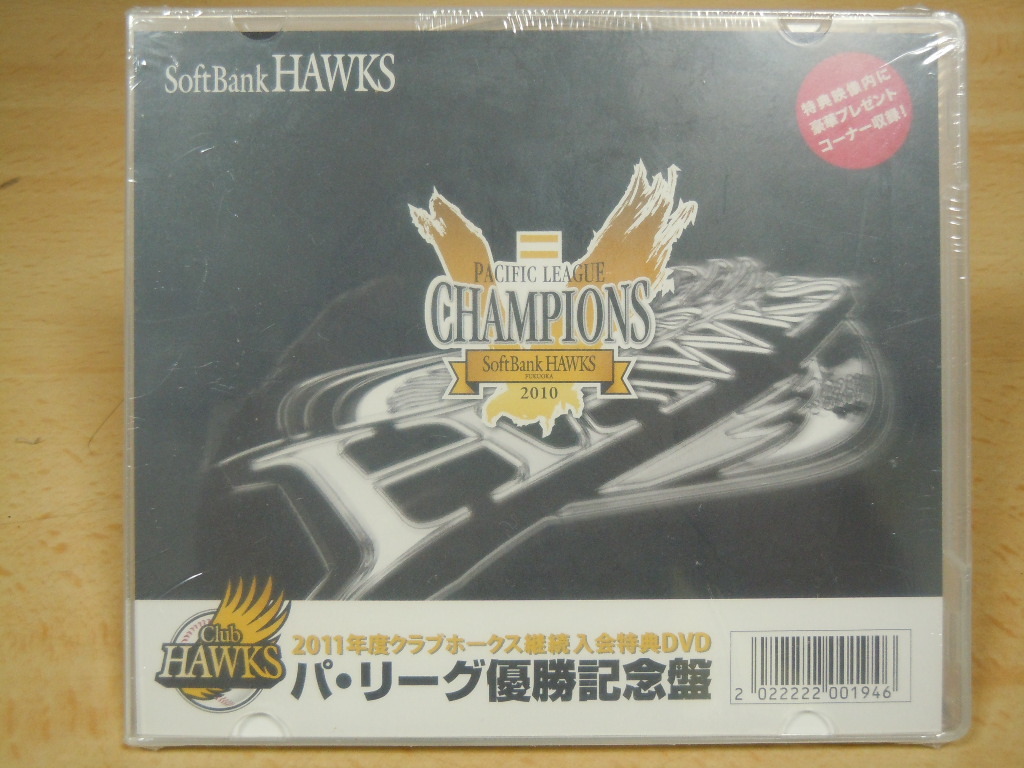 SoftBank HAWKS
特典映像内に
豪華プレゼント
コーナー収録!
PACIFIC LEAGUE
CHAMPIONS
SoftBank HAWKS
FUKUOKA
2010
Club
HAWKS
2011年度クラブホークス継続入会特典DVD
パ・リーグ優勝記念盤
2 022222 001946